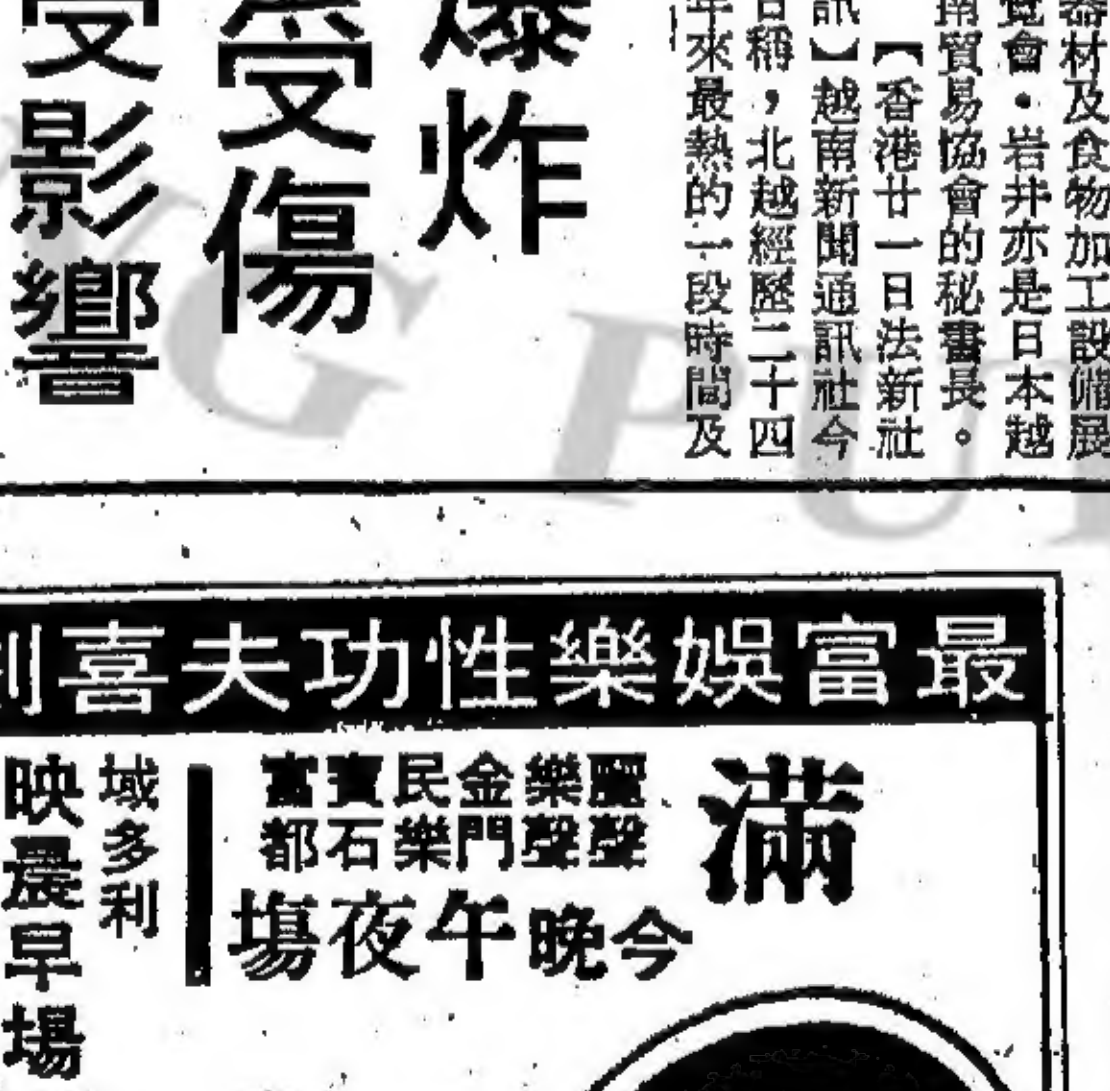 器材及食物加工設備展
覽會·岩井亦是日本越
南貿易協會的秘書長。
【香港廿一日法新社
訊】越南新聞通訊社今
日稱，北越經歷二十四
年來最熱的一段時間及
爆炸
受傷
受影響
最富娛樂性功夫喜劇
滿
麗聲
樂聲
金門
民樂
寶石
富都
今晚午夜場
域多利
映晨早場